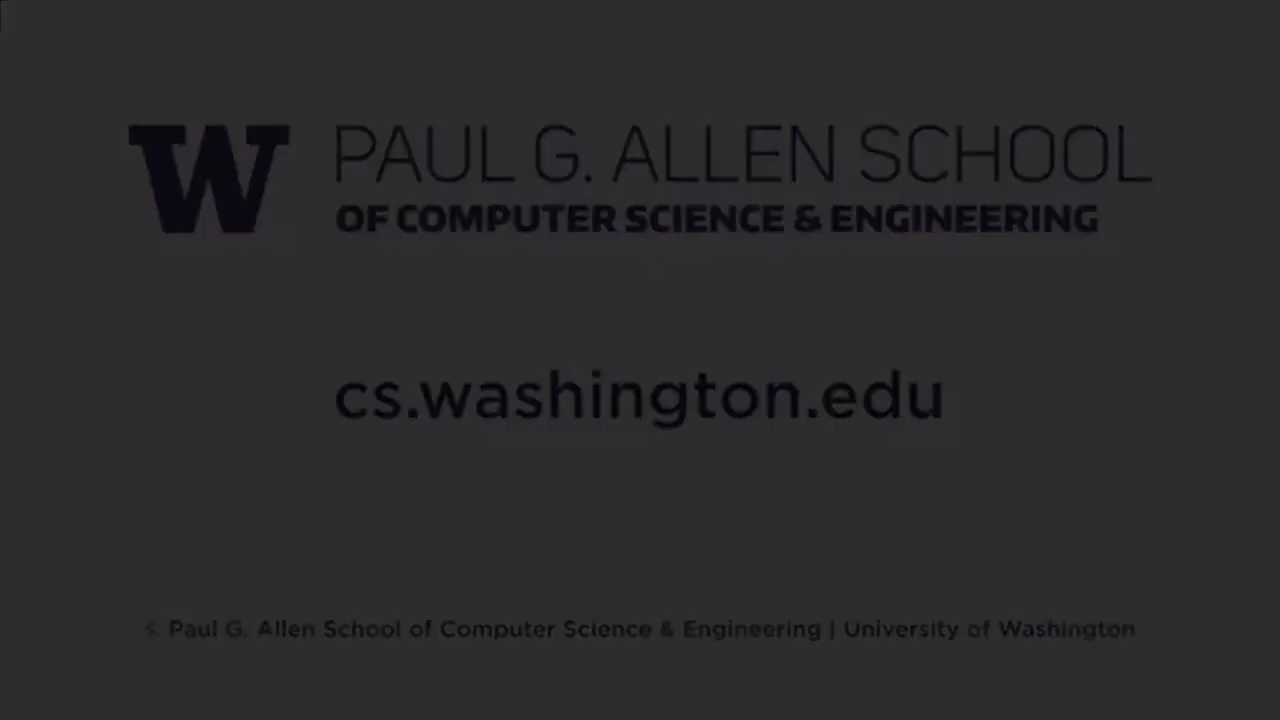 W PAUL G. ALLEN SCHOOL
OF COMPUTER SCIENCE & ENGINEERING
cs.washington.edu
© Paul G. Allen School of Computer Science & Engineering | University of Washington